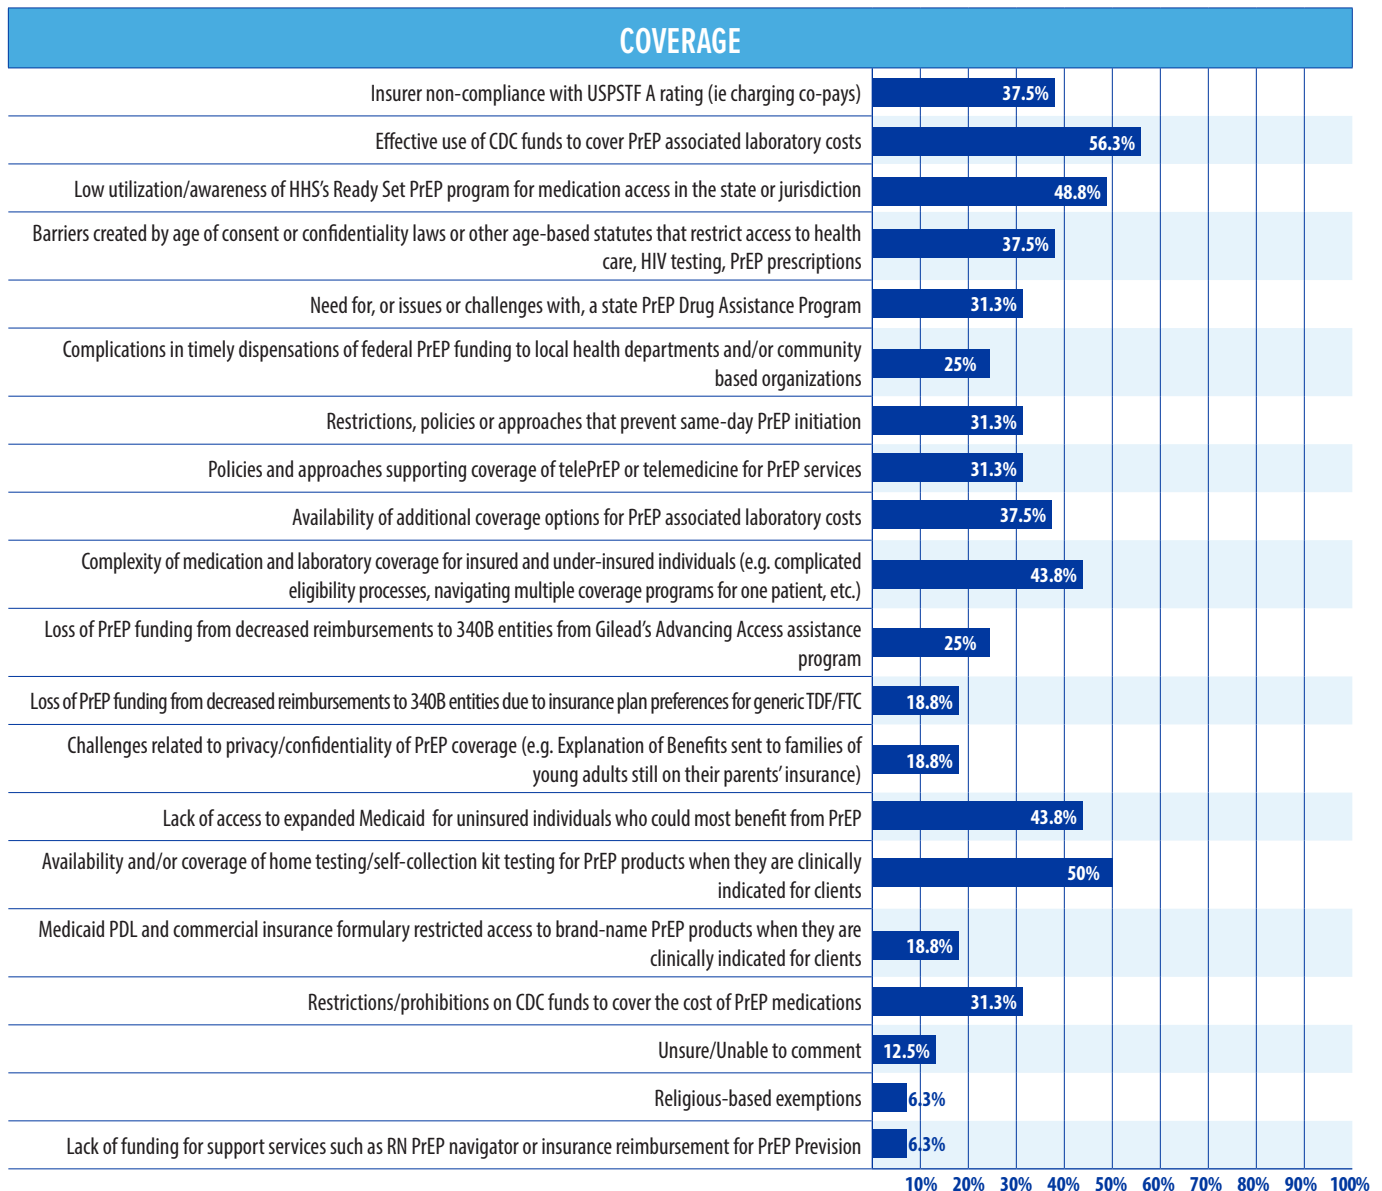 COVERAGE
Insurer non-compliance with USPSTF A rating (ie charging co-pays)
37.5%
Effective use of CDC funds to cover PrEP associated laboratory costs
56.3%
Low utilization/awareness of HHS's Ready Set PrEP program for medication access in the state or jurisdiction
48.8%
Barriers created by age of consent or confidentiality laws or other age-based statutes that restrict access to health
care, HIV testing, PrEP prescriptions
37.5%
Need for, or issues or challenges with, a state PrEP Drug Assistance Program
31.3%
Complications in timely dispensations of federal PrEP funding to local health departments and/or community
based organizations
25%
Restrictions, policies or approaches that prevent same-day PrEP initiation
31.3%
Policies and approaches supporting coverage of telePrEP or telemedicine for PrEP services
31.3%
Availability of additional coverage options for PrEP associated laboratory costs
37.5%
Complexity of medication and laboratory coverage for insured and under-insured individuals (e.g. complicated
eligibility processes, navigating multiple coverage programs for one patient, etc.)
43.8%
Loss of PrEP funding from decreased reimbursements to 340B entities from Gilead's Advancing Access assistance
program
25%
Loss of PrEP funding from decreased reimbursements to 340B entities due to insurance plan preferences for generic TDF/FTC
18.8%
Challenges related to privacy/confidentiality of PrEP coverage (e.g. Explanation of Benefits sent to families of
young adults still on their parents' insurance)
18.8%
Lack of access to expanded Medicaid for uninsured individuals who could most benefit from PrEP
43.8%
Availability and/or coverage of home testing/self-collection kit testing for PrEP products when they are clinically
indicated for clients
50%
Medicaid PDL and commercial insurance formulary restricted access to brand-name PrEP products when they are
clinically indicated for clients
18.8%
Restrictions/prohibitions on CDC funds to cover the cost of PrEP medications
31.3%
Unsure/Unable to comment
12.5%
Religious-based exemptions
6.3%
Lack of funding for support services such as RN PrEP navigator or insurance reimbursement for PrEP Prevision
6.3%
10% 20% 30% 40% 50% 60% 70% 80% 90% 100%